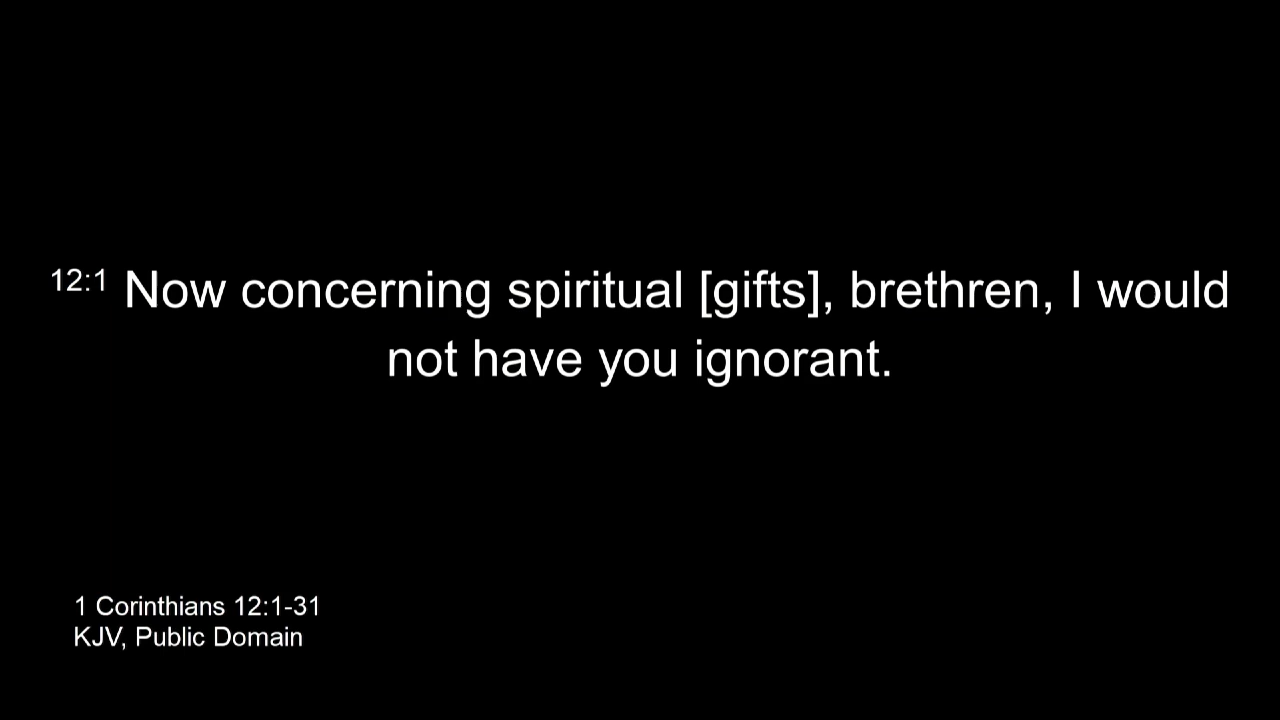 12:1 Now concerning spiritual [gifts], brethren, I would
not have you ignorant.
1 Corinthians 12:1-31
KJV, Public Domain